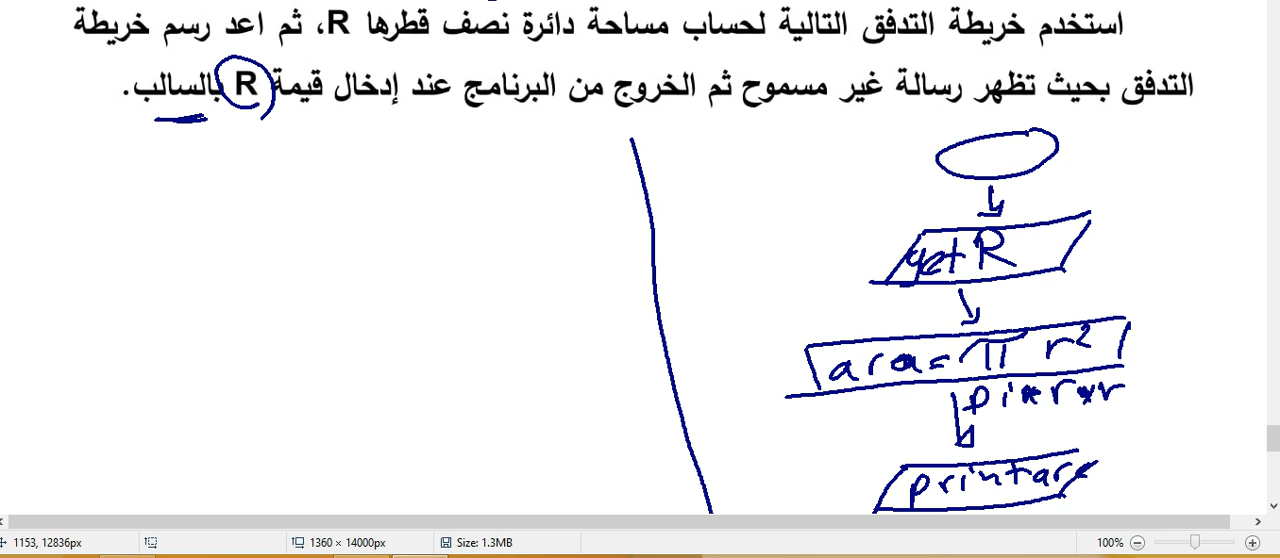 استخدم خريطة التدفق التالية لحساب مساحة دائرة نصف قطرها R، ثم اعد رسم خريطة
التدفق بحيث تظهر رسالة غير مسموح ثم الخروج من البرنامج عند إدخال قيمة R بالسالب.
get R
ara= π r²
pi*r*r
print are
1153, 12836px
1360 × 14000px
Size: 1.3MB
100%